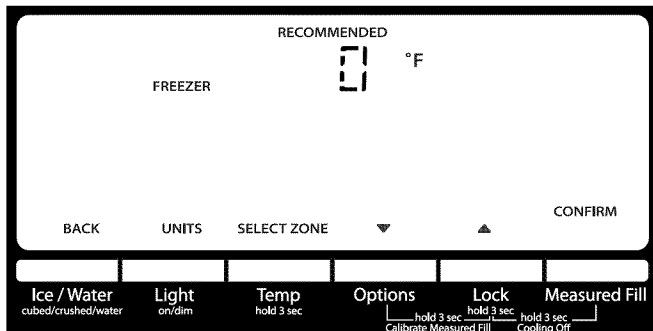 RECOMMENDED
0 °F
FREEZER
CONFIRM
BACK UNITS SELECT ZONE
Ice / Water Light Temp Options Lock Measured Fill
cubed/crushed/water on/dim hold 3 sec hold 3 sec
hold 3 sec hold 3 sec
Calibrate Measured Fill Cooling Off